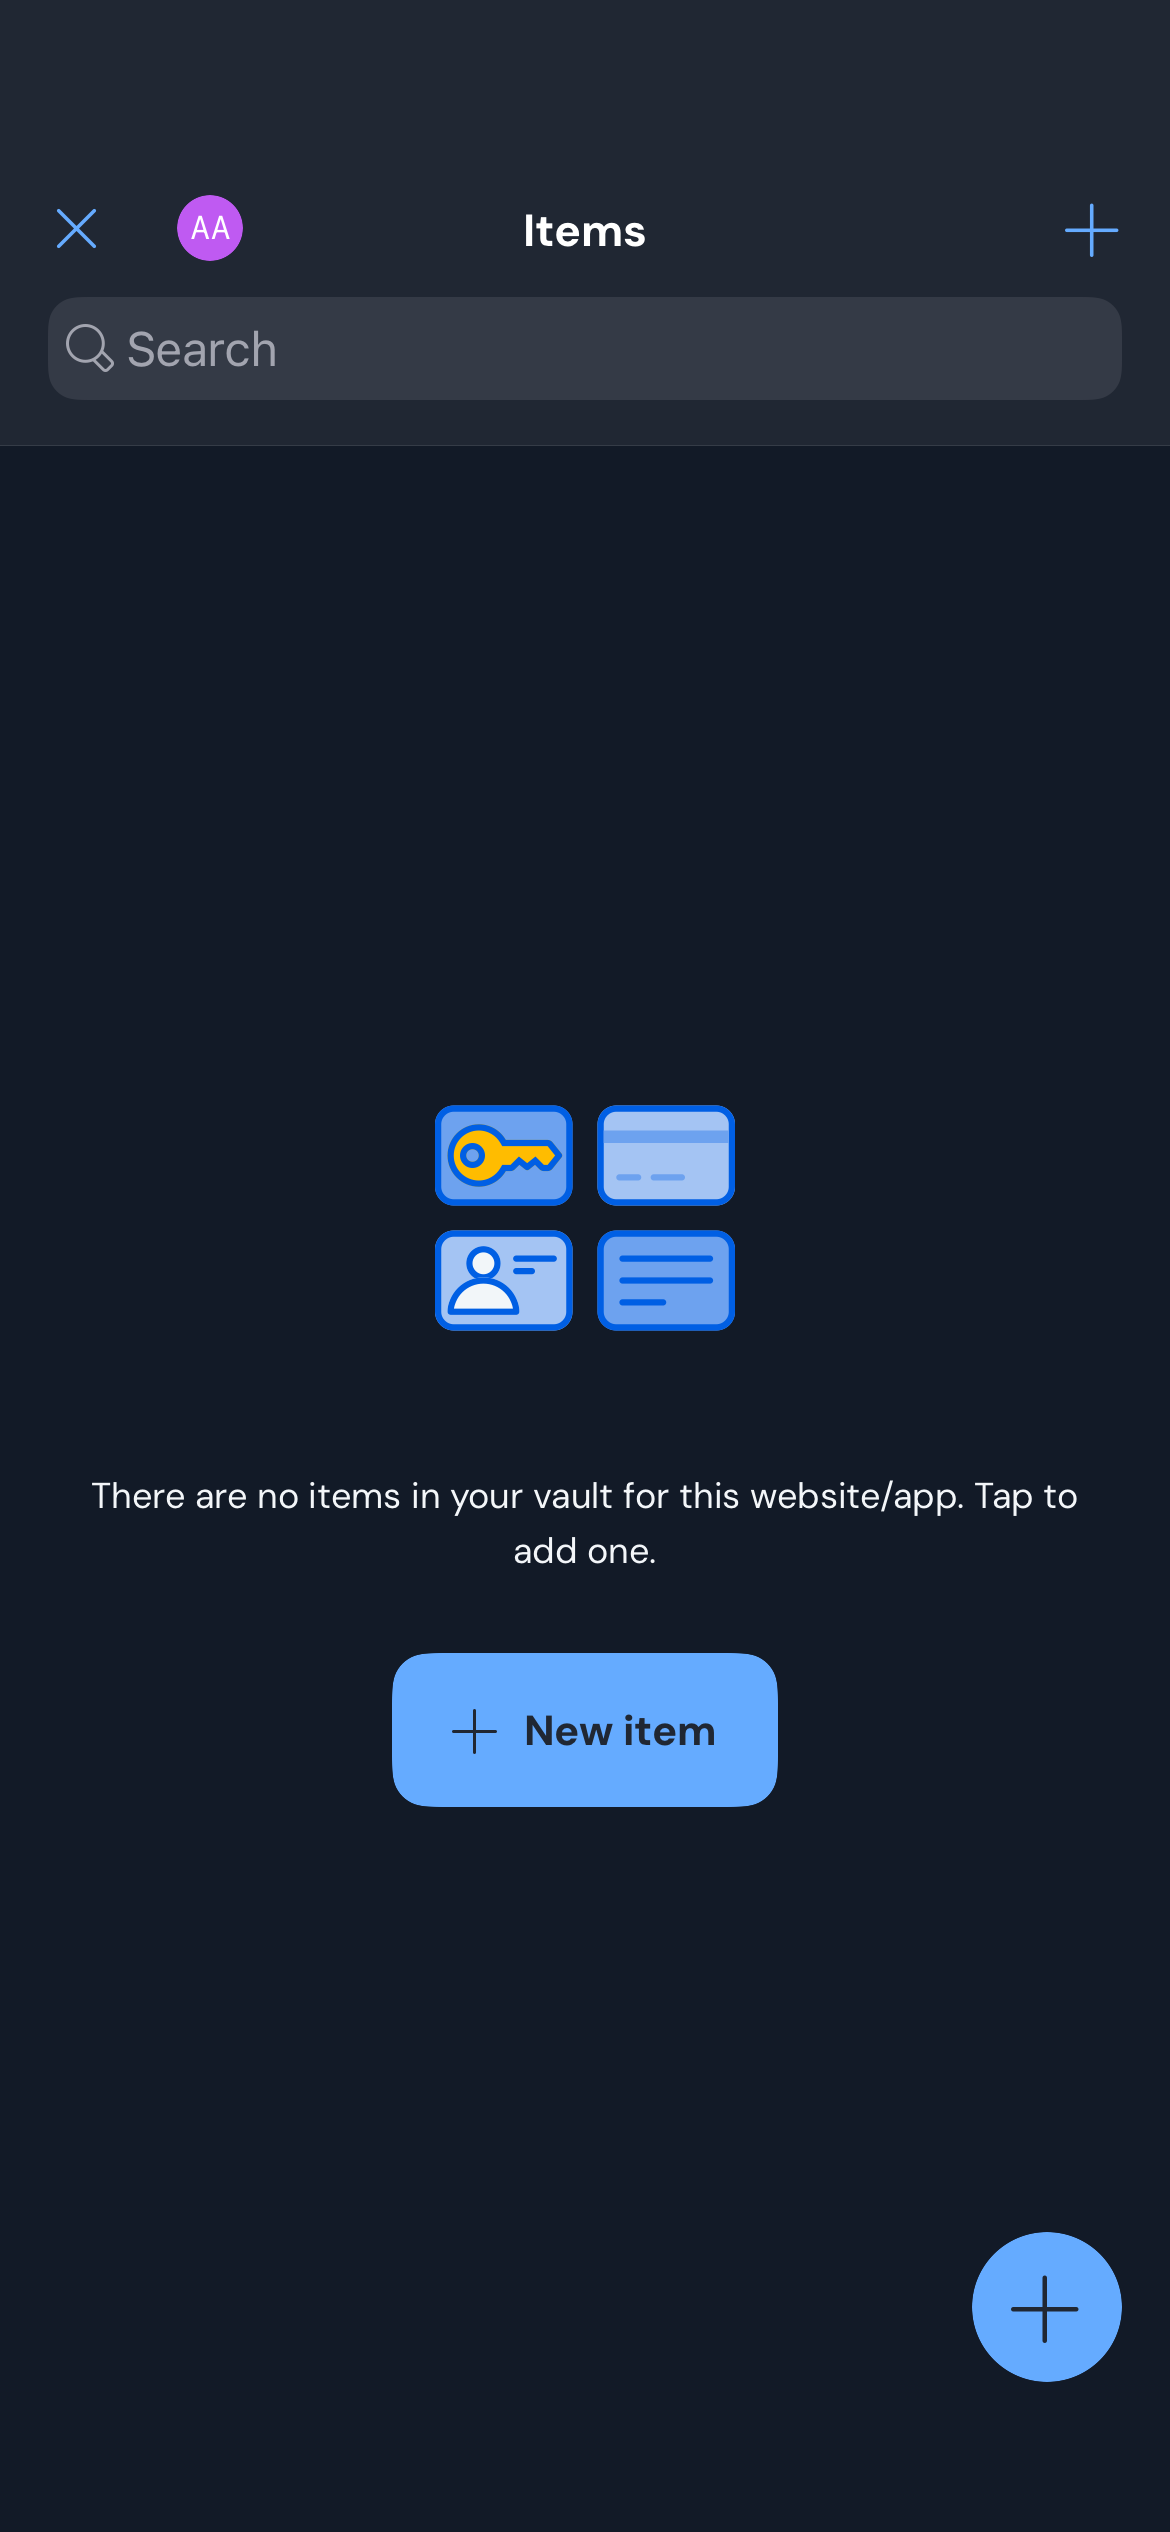 AA
Items
Search
There are no items in your vault for this website/app. Tap to
add one.
New item